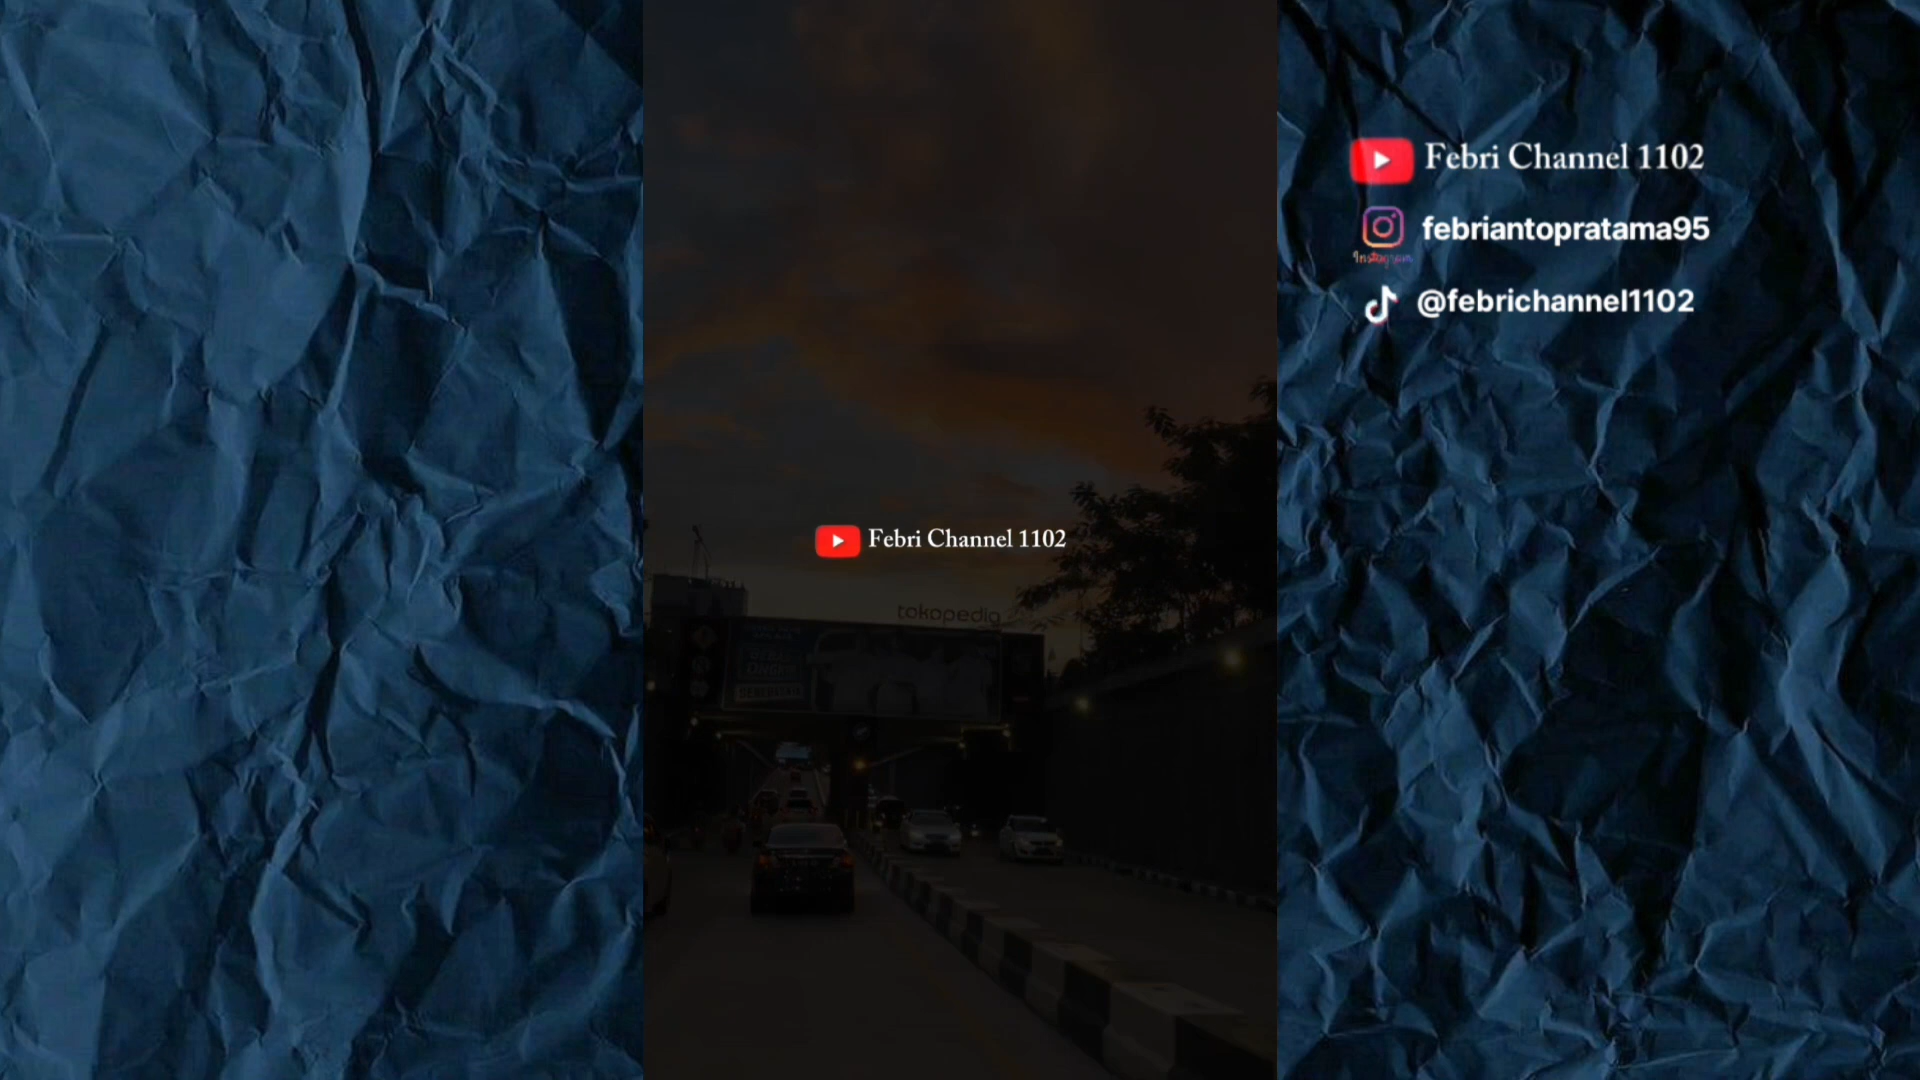 Febri Channel 1102
Instagram
febriantopratama95
@febrichannel1102
Febri Channel 1102
tokopedia